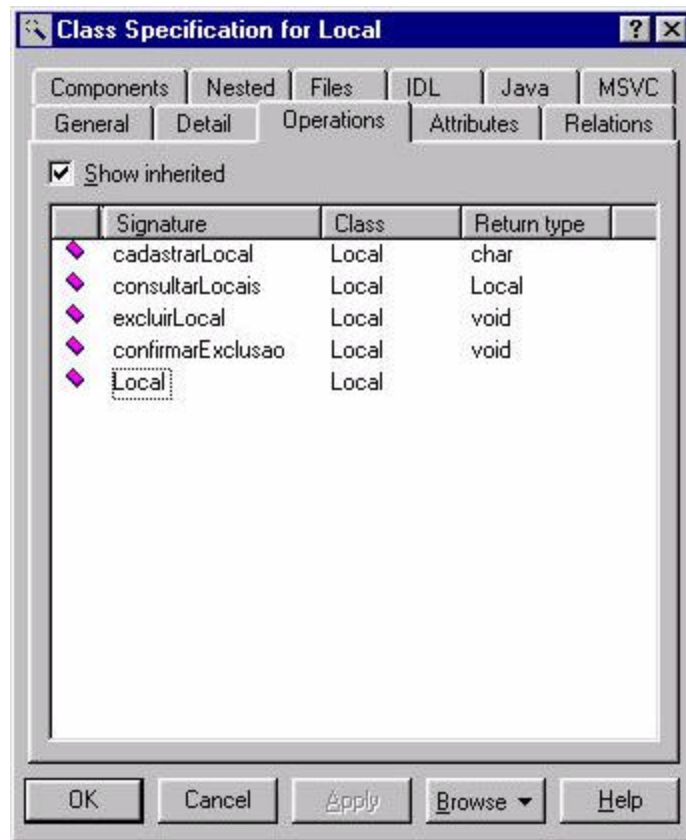 Class Specification for Local
Components Nested Files IDL Java MSVC
General Detail Operations Attributes Relations
Show inherited
Signature Class Return type
cadastrarLocal Local char
consultarLocais Local Local
excluirLocal Local void
confirmarExclusao Local void
Local Local
OK Cancel Apply Browse Help